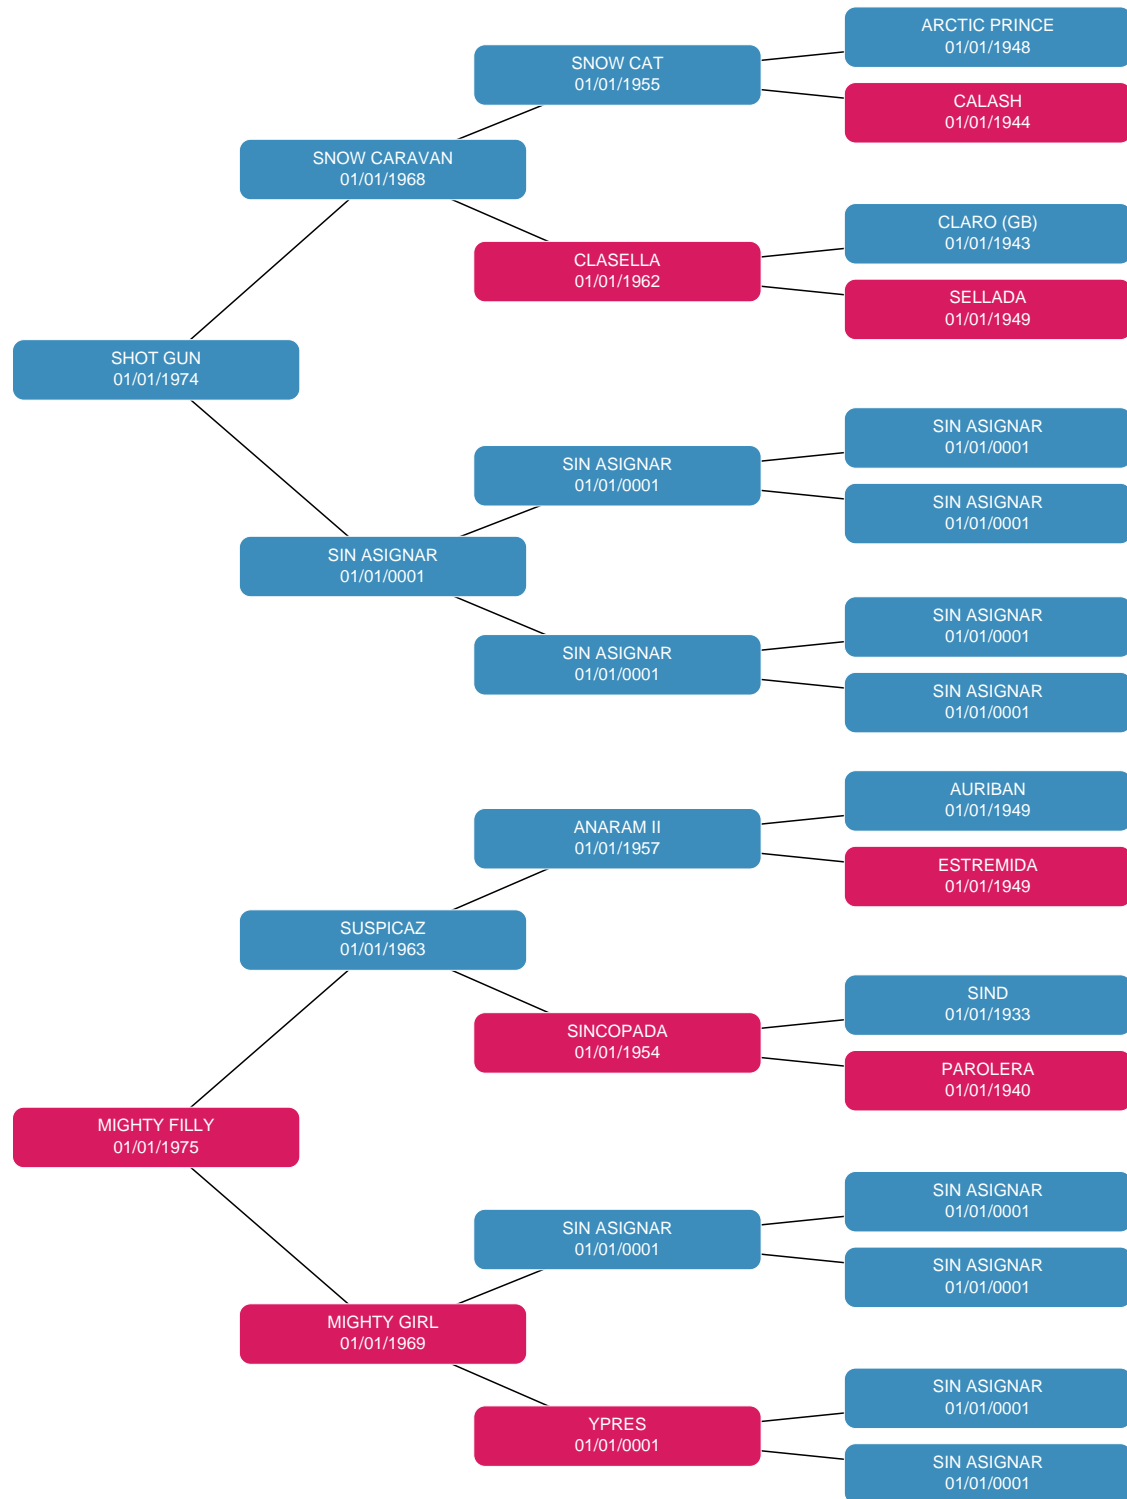 ARCTIC PRINCE
01/01/1948
SNOW CAT
01/01/1955
CALASH
01/01/1944
SNOW CARAVAN
01/01/1968
CLARO (GB)
01/01/1943
CLASELLA
01/01/1962
SELLADA
01/01/1949
SHOT GUN
01/01/1974
SIN ASIGNAR
01/01/0001
SIN ASIGNAR
01/01/0001
SIN ASIGNAR
01/01/0001
SIN ASIGNAR
01/01/0001
SIN ASIGNAR
01/01/0001
SIN ASIGNAR
01/01/0001
SIN ASIGNAR
01/01/0001
AURIBAN
01/01/1949
ANARAM II
01/01/1957
ESTREMIDA
01/01/1949
SUSPICAZ
01/01/1963
SIND
01/01/1933
SINCOPADA
01/01/1954
PAROLERA
01/01/1940
MIGHTY FILLY
01/01/1975
SIN ASIGNAR
01/01/0001
SIN ASIGNAR
01/01/0001
SIN ASIGNAR
01/01/0001
MIGHTY GIRL
01/01/1969
SIN ASIGNAR
01/01/0001
YPRES
01/01/0001
SIN ASIGNAR
01/01/0001